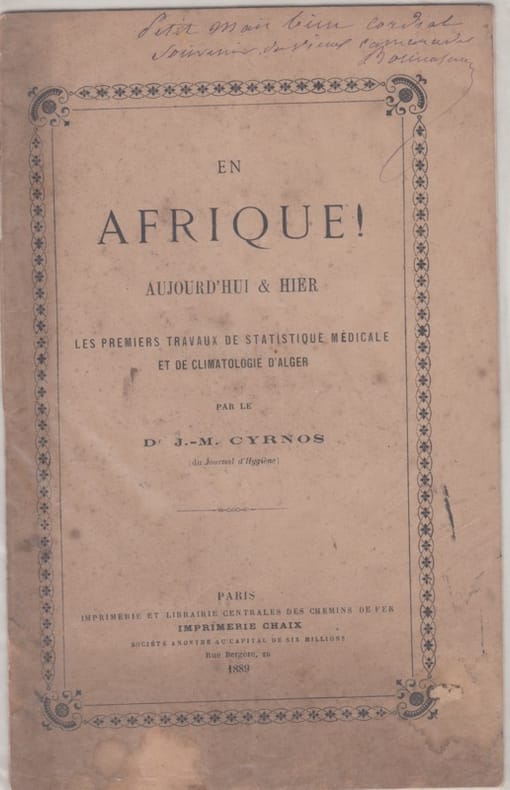 Petit mais bien cordial
souvenir du vieux camarade
EN
AFRIQUE!
AUJOURD'HUI & HIER
LES PREMIERS TRAVAUX DE STATISTIQUE MÉDICALE
ET DE CLIMATOLOGIE D'ALGER
PAR LE
Dr J.-M. CYRNOS
(du Journal d'Hygiène)
PARIS
IMPRIMERIE ET LIBRAIRIE CENTRALES DES CHEMINS DE FER
IMPRIMERIE CHAIX
SOCIÉTÉ ANONYME AU CAPITAL DE SIX MILLIONS
Rue Bergère, 20
1889